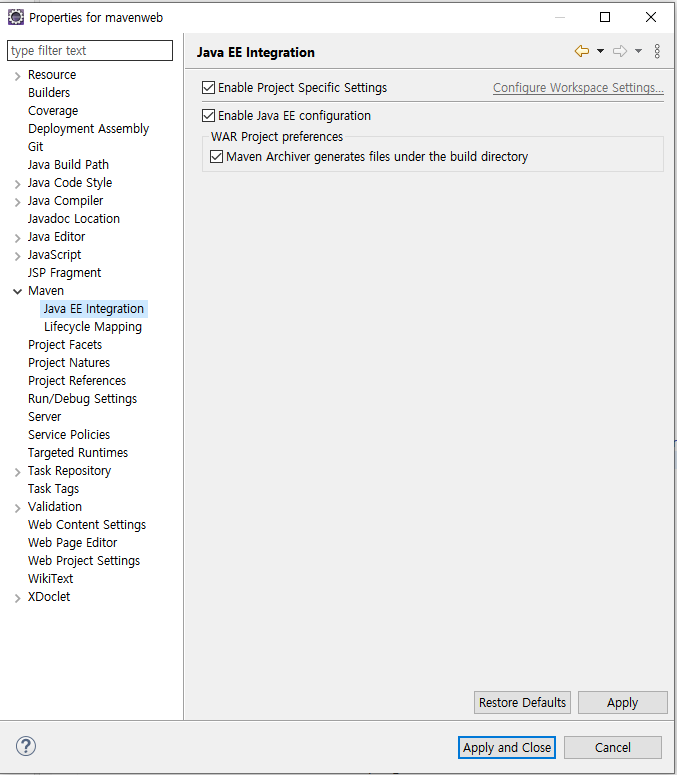 Properties for mavenweb
type filter text
Resource
Builders
Coverage
Deployment Assembly
Git
Java Build Path
Java Code Style
Java Compiler
Javadoc Location
Java Editor
JavaScript
JSP Fragment
Maven
Java EE Integration
Lifecycle Mapping
Project Facets
Project Natures
Project References
Run/Debug Settings
Server
Service Policies
Targeted Runtimes
Task Repository
Task Tags
Validation
Web Content Settings
Web Page Editor
Web Project Settings
WikiText
XDoclet
Java EE Integration
Enable Project Specific Settings
Configure Workspace Settings...
Enable Java EE configuration
WAR Project preferences
Maven Archiver generates files under the build directory
Restore Defaults
Apply
?
Apply and Close
Cancel